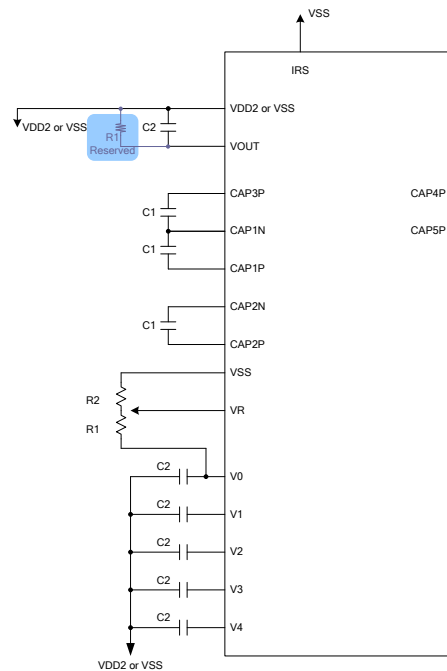 VSS
IRS
VDD2 or VSS
VDD2 or VSS
R1
Reserved
C2
VOUT
CAP3P
CAP4P
C1
CAP1N
CAP5P
C1
CAP1P
CAP2N
C1
CAP2P
VSS
R2
VR
R1
C2
V0
C2
V1
C2
V2
C2
V3
C2
V4
VDD2 or VSS